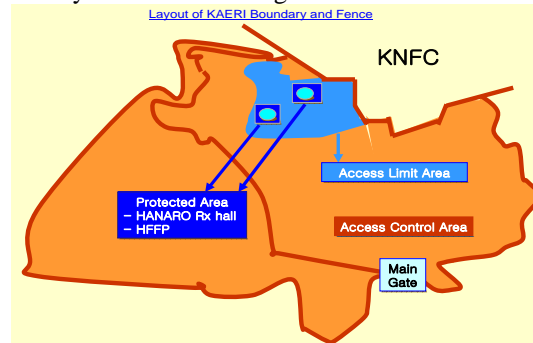 Layout of KAERI Boundary and Fence
KNFC
Access Limit Area
Protected Area
– HANARO Rx hall
– HFFP
Access Control Area
Main
Gate